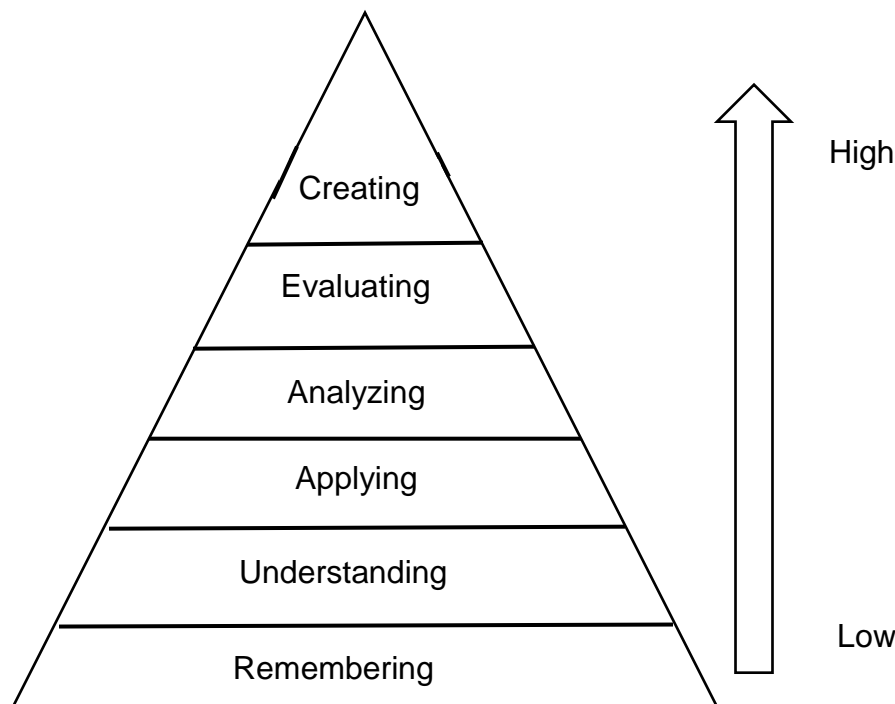 High
Creating
Evaluating
Analyzing
Applying
Understanding
Low
Remembering